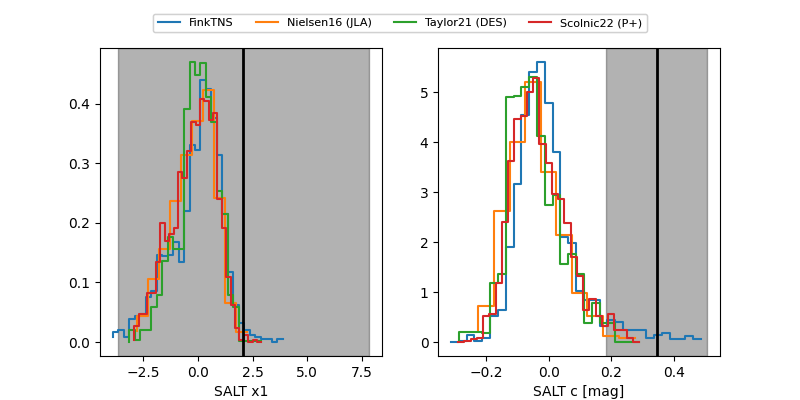 FinkTNS Nielsen16 (JLA) Taylor21 (DES) Scolnic22 (P+)
0.4
0.3
0.2
0.1
0.0
−2.5 0.0 2.5 5.0 7.5
SALT x1
5
4
3
2
1
0
−0.2 0.0 0.2 0.4
SALT c [mag]